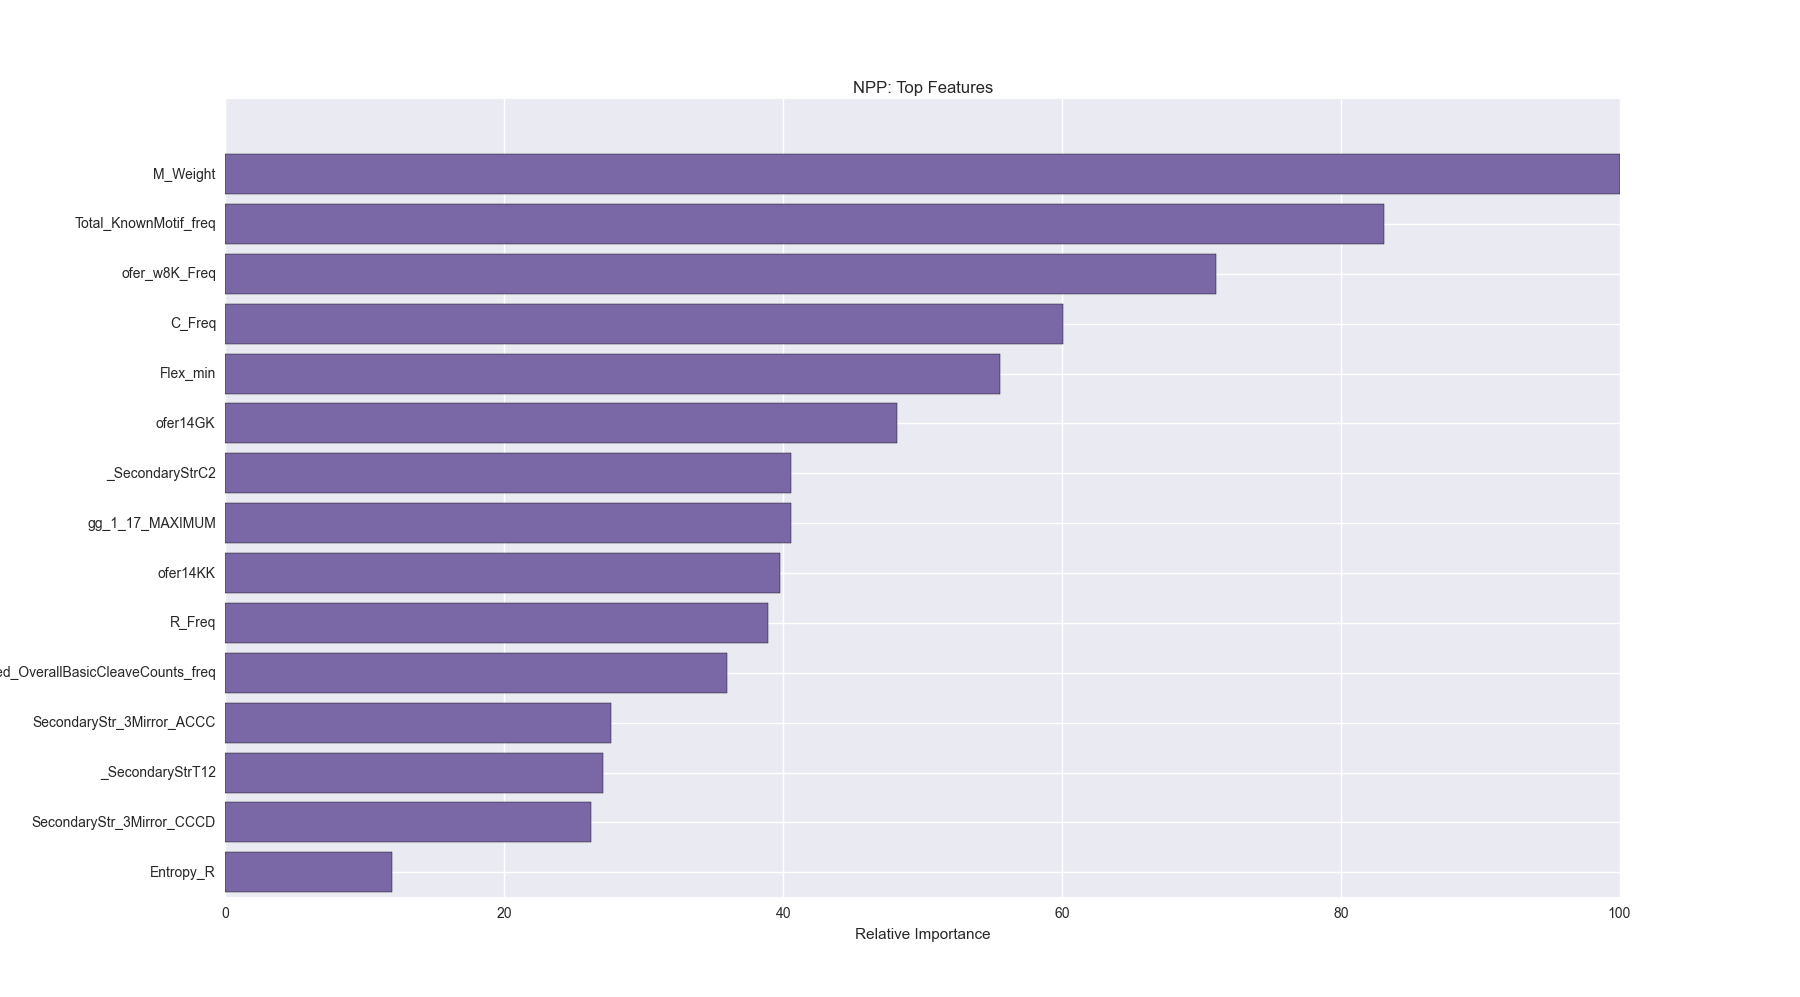 NPP: Top Features
M_Weight
Total_KnownMotif_freq
ofer_w8K_Freq
C_Freq
Flex_min
ofer14GK
_SecondaryStrC2
gg_1_17_MAXIMUM
ofer14KK
R_Freq
ed_OverallBasicCleaveCounts_freq
SecondaryStr_3Mirror_ACCC
_SecondaryStrT12
SecondaryStr_3Mirror_CCCD
Entropy_R
0 20 40 60 80 100
Relative Importance